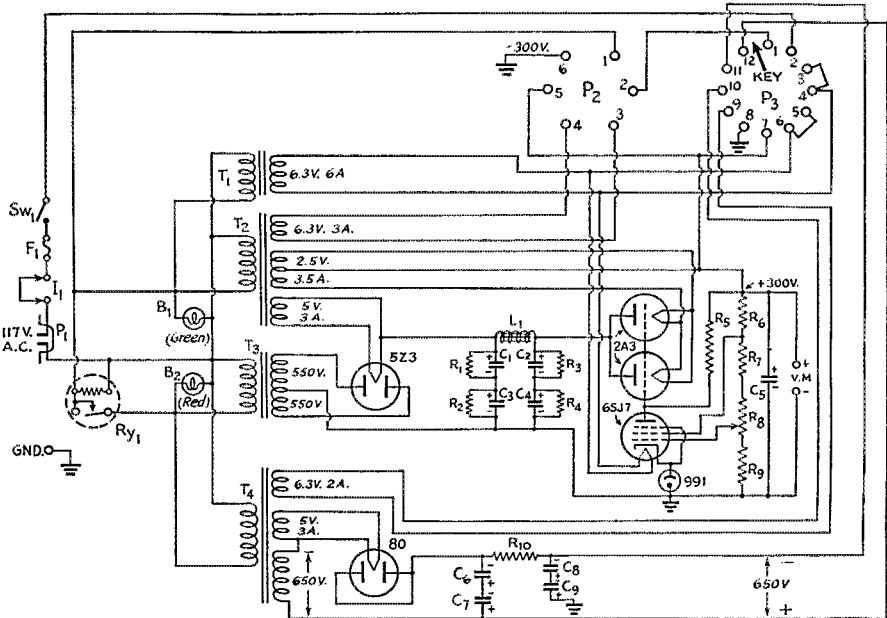 -300V.
6
1
5
P2
2
4
3
12
1
2
11
KEY
3
10
P3
4
9
5
8
7
6
T1
6.3V. 6A
Sw1
T2
6.3V. 3A.
F1
2.5V.
3.5A.
+300V.
I1
B1
(Green)
5V.
3A.
L1
R5
R6
117V.
A.C.
P1
2A3
T3
5Z3
R1
C1
C2
R3
R7
+
V.M
-
B2
(Red)
550V.
550V.
R2
C3
C4
R4
6SJ7
C5
R8
Ry1
R9
GND.
991
T4
6.3V. 2A.
5V.
3A.
80
R10
650V.
C6
C7
C8
C9
-
650V
+